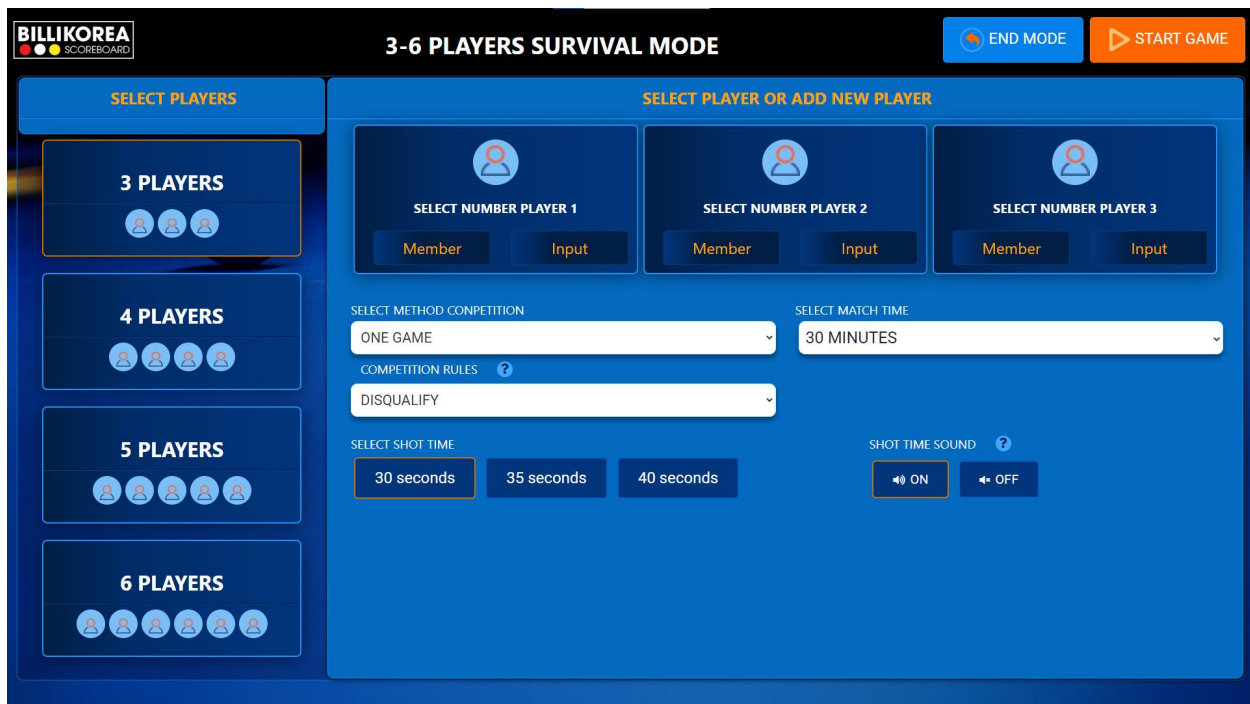 BILLIKOREA
SCOREBOARD
3-6 PLAYERS SURVIVAL MODE
END MODE
START GAME
SELECT PLAYERS
3 PLAYERS
4 PLAYERS
5 PLAYERS
6 PLAYERS
SELECT PLAYER OR ADD NEW PLAYER
SELECT NUMBER PLAYER 1
Member Input
SELECT NUMBER PLAYER 2
Member Input
SELECT NUMBER PLAYER 3
Member Input
SELECT METHOD CONPETITION
ONE GAME
SELECT MATCH TIME
30 MINUTES
COMPETITION RULES ?
DISQUALIFY
SELECT SHOT TIME
30 seconds 35 seconds 40 seconds
SHOT TIME SOUND ?
ON OFF